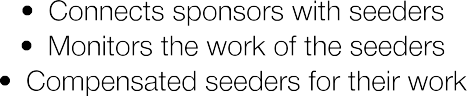 • Connects sponsors with seeders
• Monitors the work of the seeders
• Compensated seeders for their work